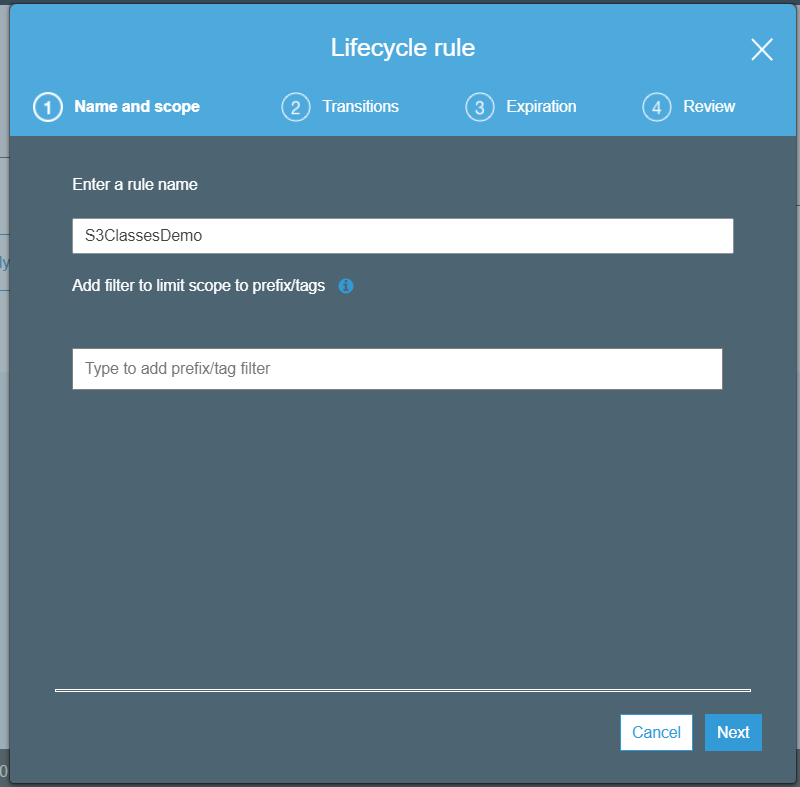 Lifecycle rule
1 Name and scope 2 Transitions 3 Expiration 4 Review
Enter a rule name
S3ClassesDemo
Add filter to limit scope to prefix/tags
Type to add prefix/tag filter
Cancel Next